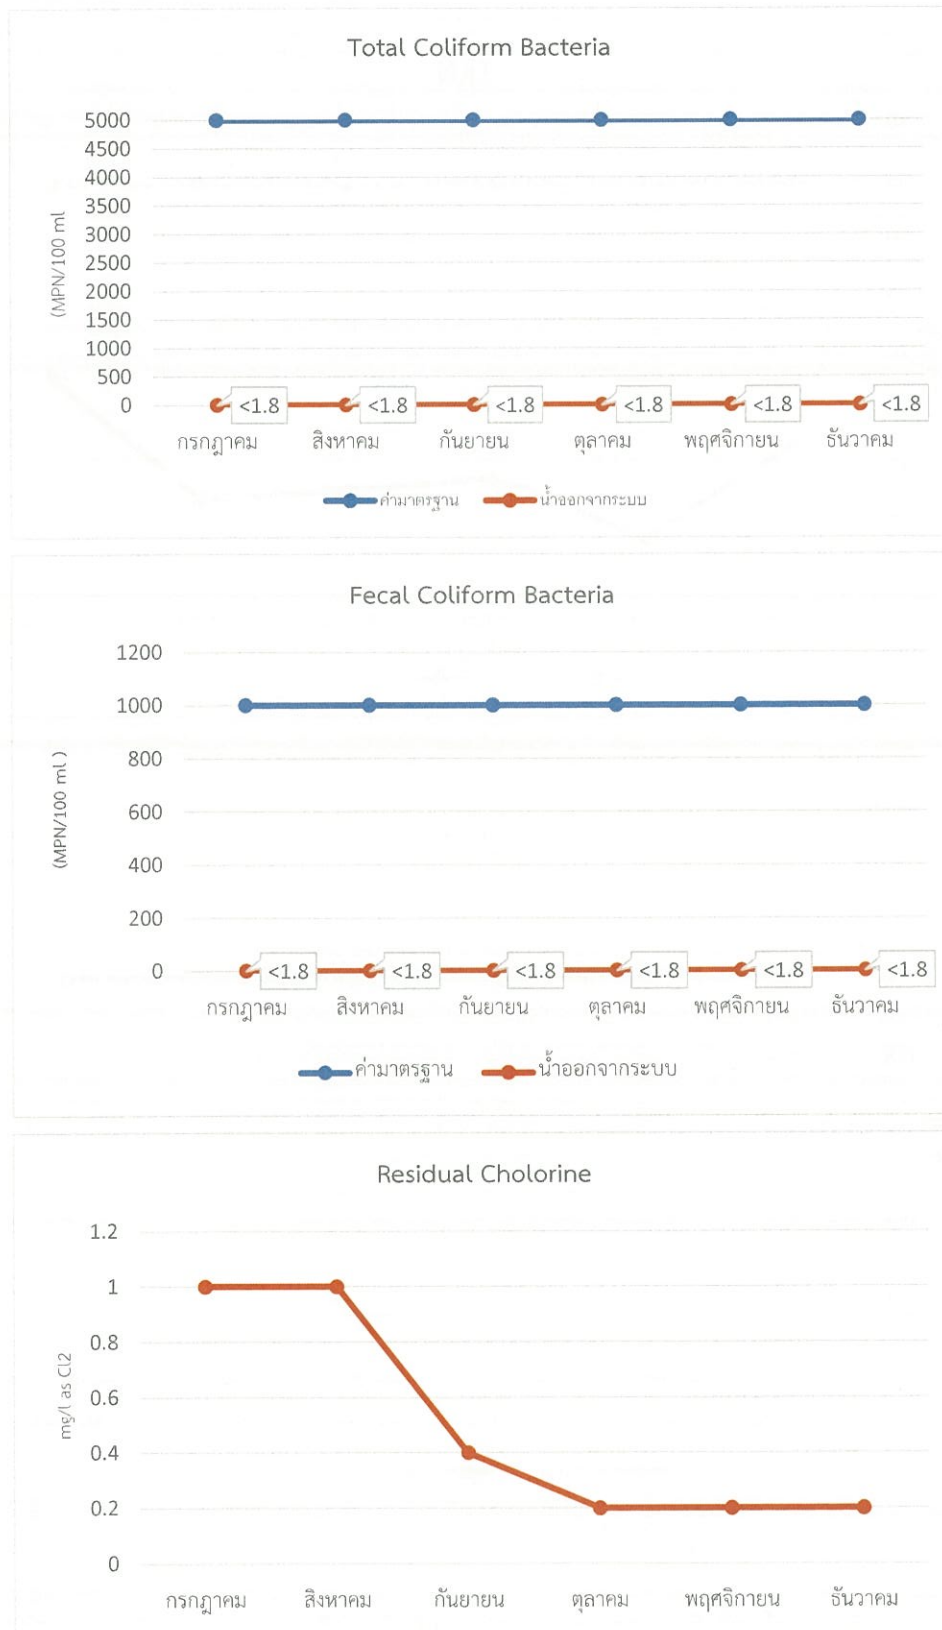 Total Coliform Bacteria
(MPN/100 ml
5000
4500
4000
3500
3000
2500
2000
1500
1000
500
0
<1.8 <1.8 <1.8 <1.8 <1.8 <1.8
กรกฎาคม สิงหาคม กันยายน ตุลาคม พฤศจิกายน ธันวาคม
ค่ามาตรฐาน น้ำออกจากระบบ
Fecal Coliform Bacteria
(MPN/100 ml )
1200
1000
800
600
400
200
0
<1.8 <1.8 <1.8 <1.8 <1.8 <1.8
กรกฎาคม สิงหาคม กันยายน ตุลาคม พฤศจิกายน ธันวาคม
ค่ามาตรฐาน น้ำออกจากระบบ
Residual Cholorine
mg/l as Cl2
1.2
1
0.8
0.6
0.4
0.2
0
กรกฎาคม สิงหาคม กันยายน ตุลาคม พฤศจิกายน ธันวาคม